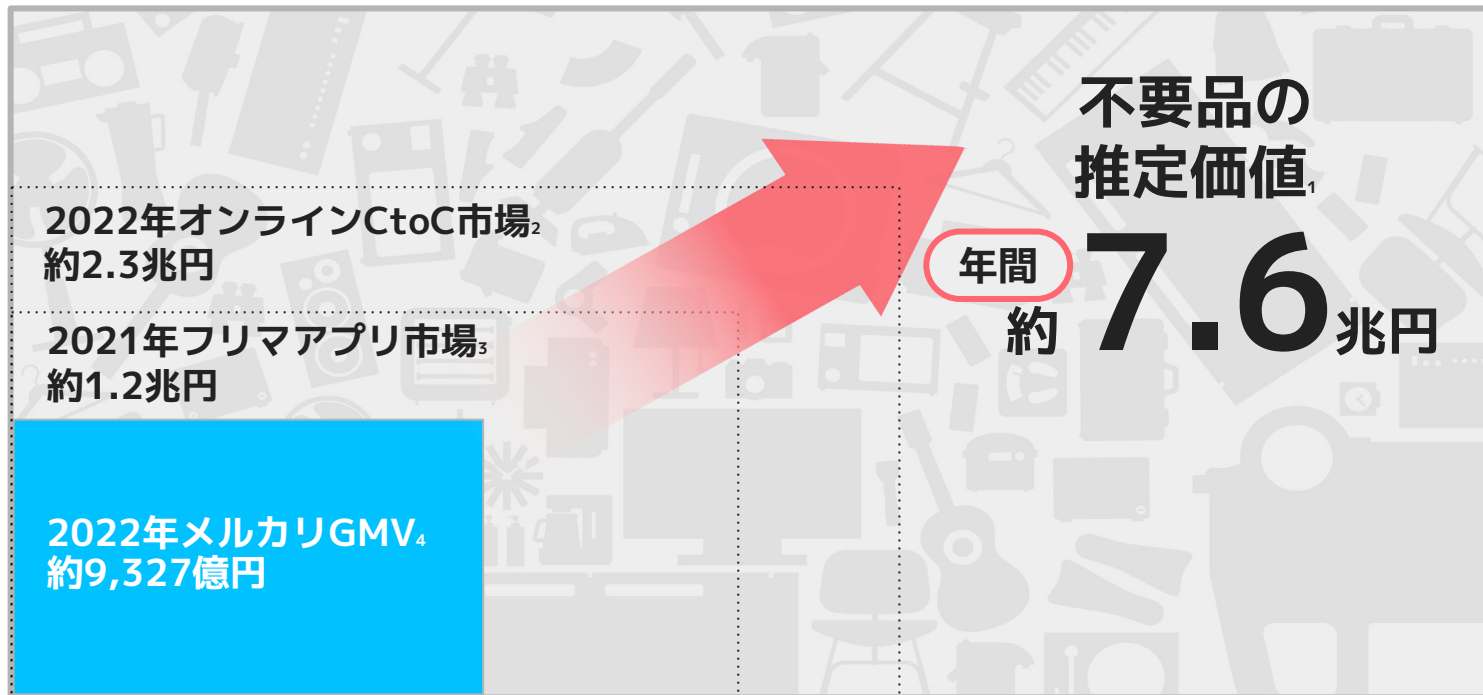 不要品の
推定価値1
年間
約7.6兆円
2022年オンラインCtoC市場2
約2.3兆円
2021年フリマアプリ市場3
約1.2兆円
2022年メルカリGMV4
約9,327億円